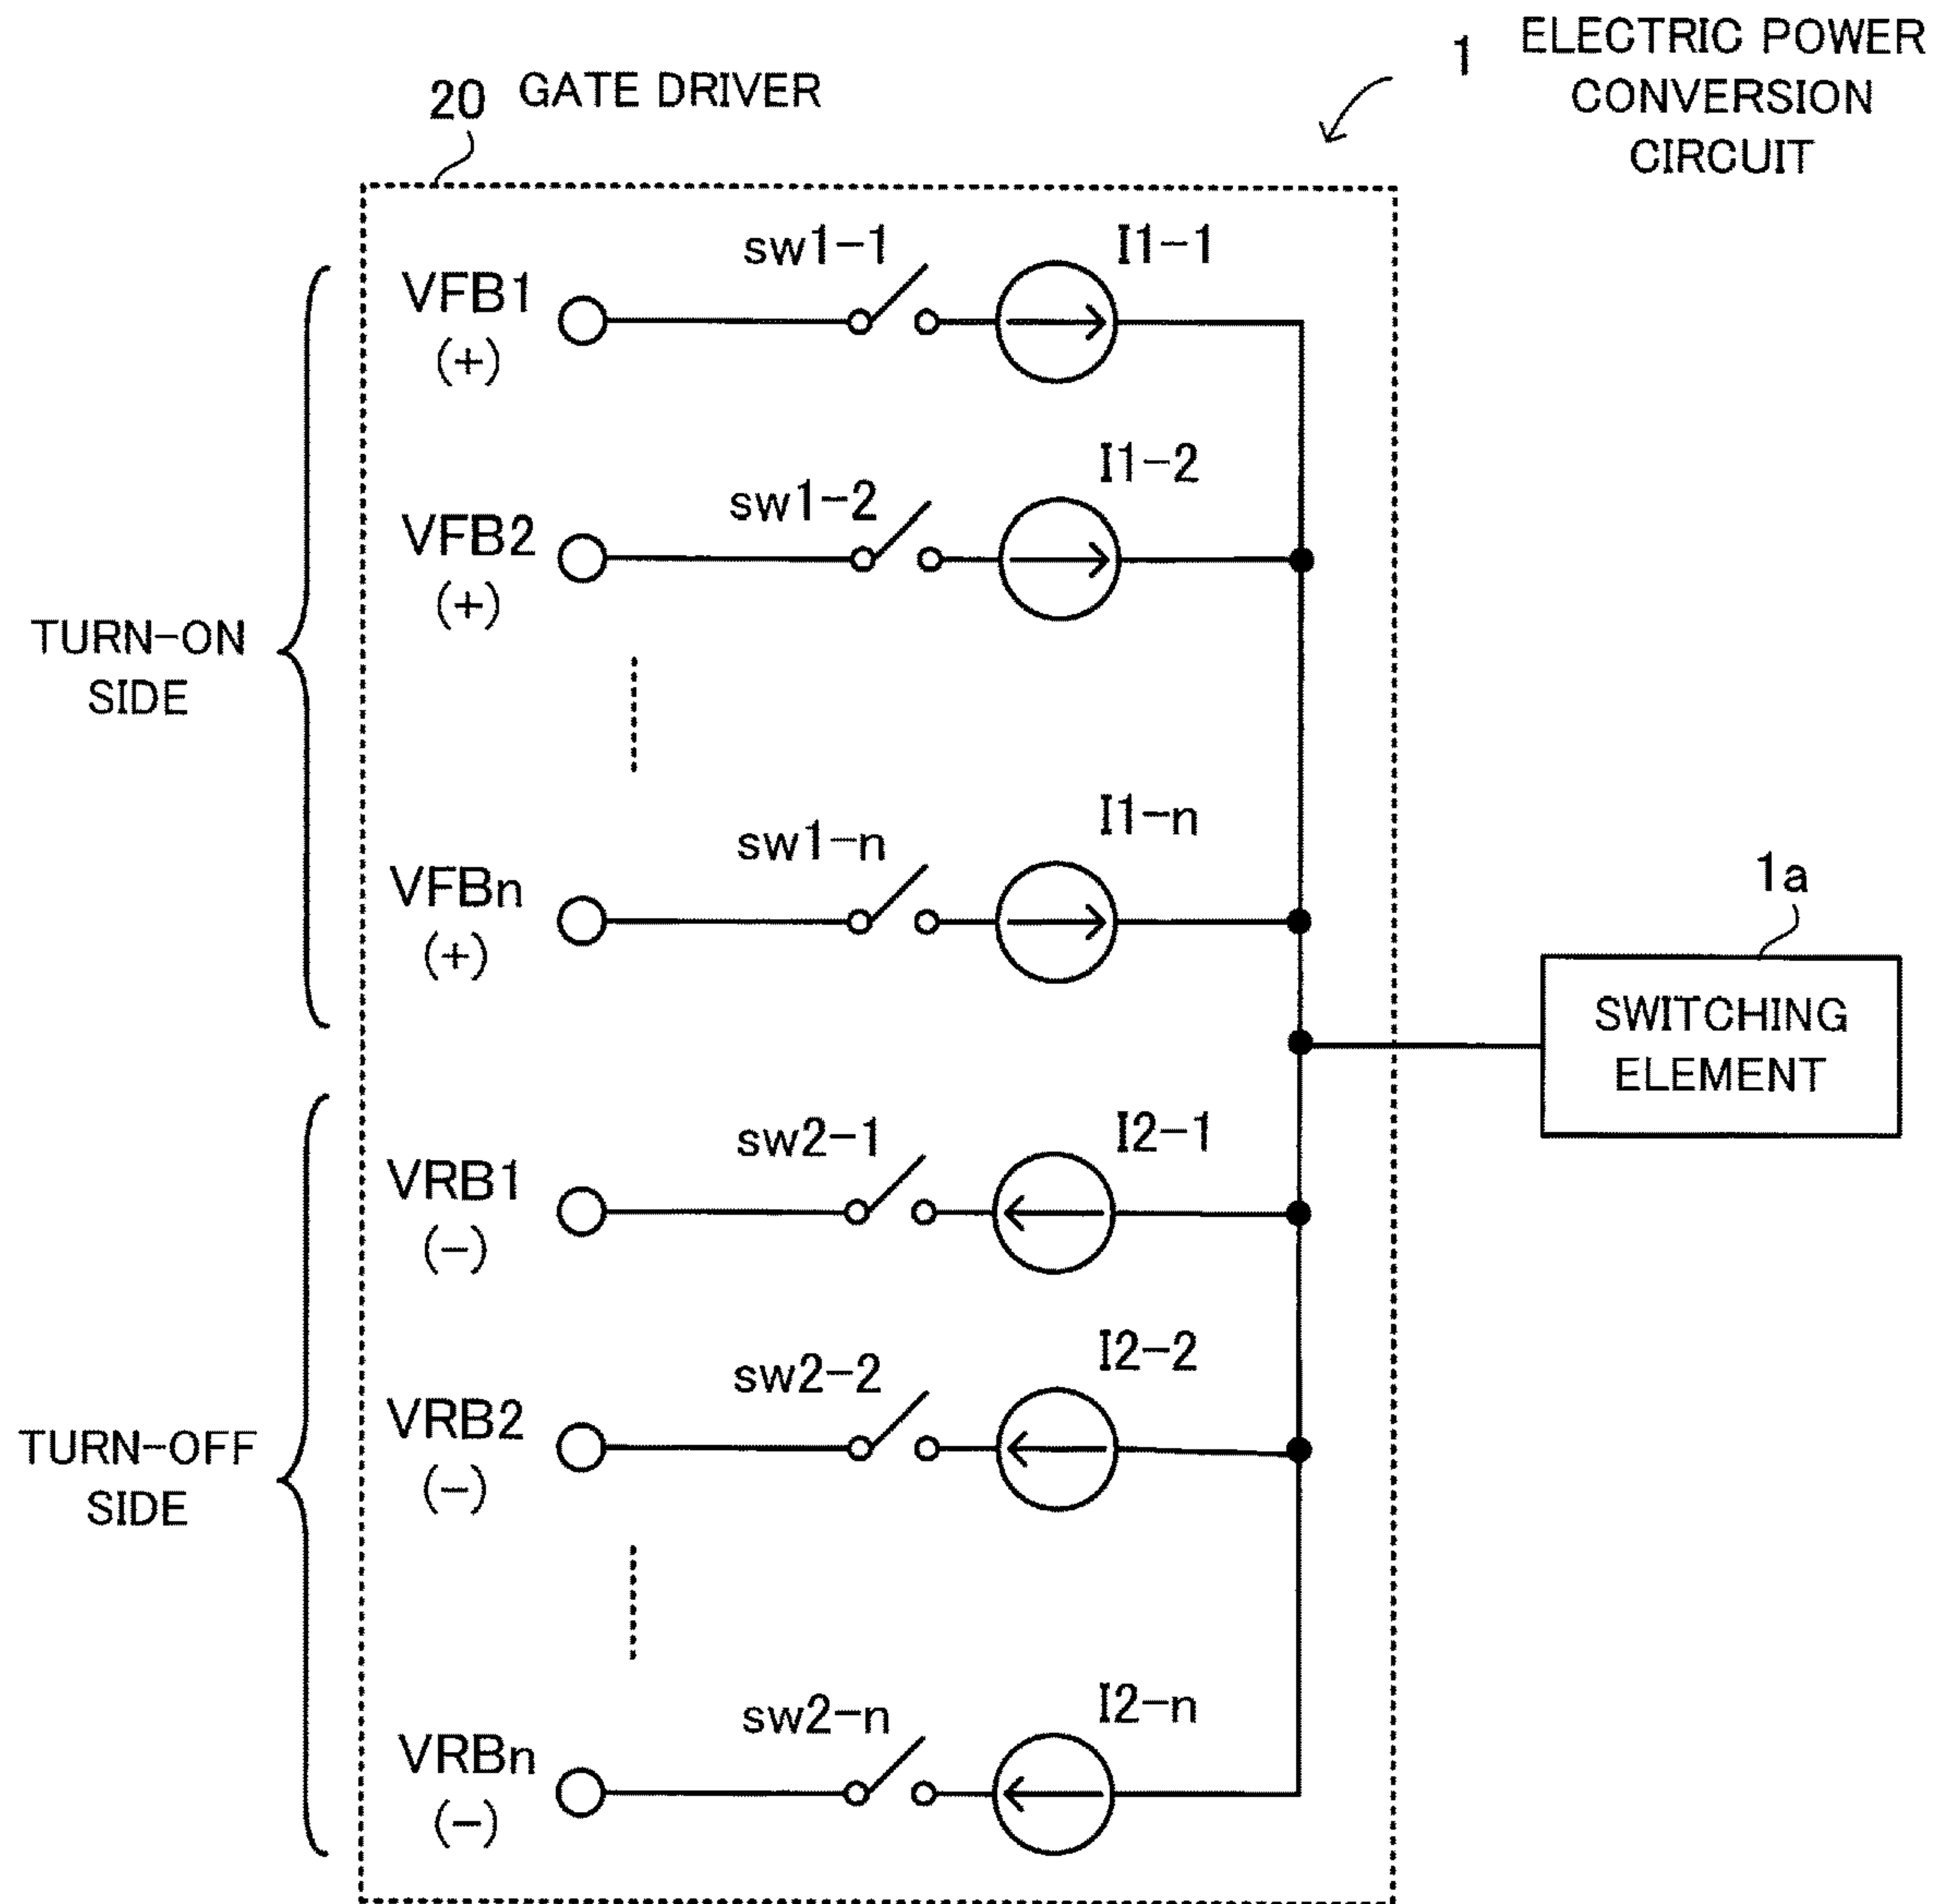 1 ELECTRIC POWER
CONVERSION
CIRCUIT
20 GATE DRIVER
sw1-1
I1-1
VFB1
(+)
sw1-2
I1-2
VFB2
(+)
TURN-ON
SIDE
sw1-n
I1-n
VFBn
(+)
1a
SWITCHING
ELEMENT
sw2-1
I2-1
VRB1
(-)
sw2-2
I2-2
VRB2
(-)
TURN-OFF
SIDE
sw2-n
I2-n
VRBn
(-)